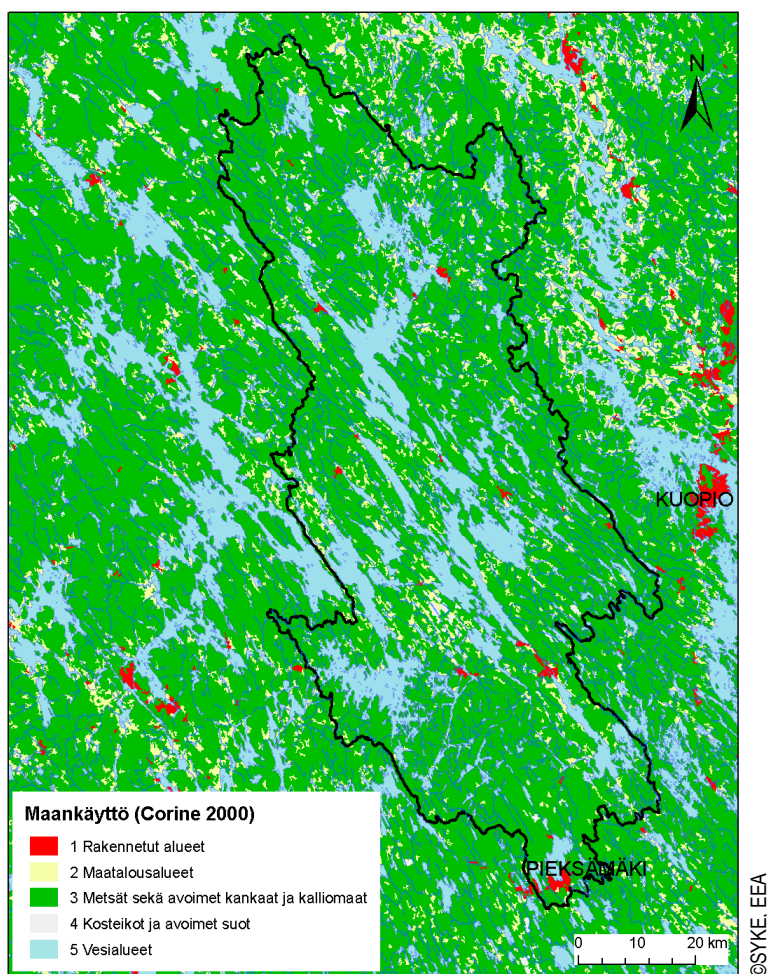 N
KUOPIO
Maankäyttö (Corine 2000)
1 Rakennetut alueet
2 Maatalousalueet
3 Metsät sekä avoimet kankaat ja kalliomaat
4 Kosteikot ja avoimet suot
5 Vesialueet
(PIEKSÄMÄKI
0 10 20 km
©SYKE, EEA